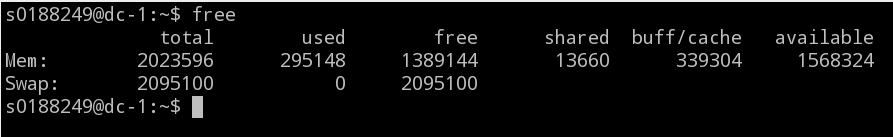 s0188249@dc-1:~$ free
              total        used        free      shared  buff/cache   available
Mem:        2023596      295148     1389144       13660      339304     1568324
Swap:       2095100           0     2095100
s0188249@dc-1:~$